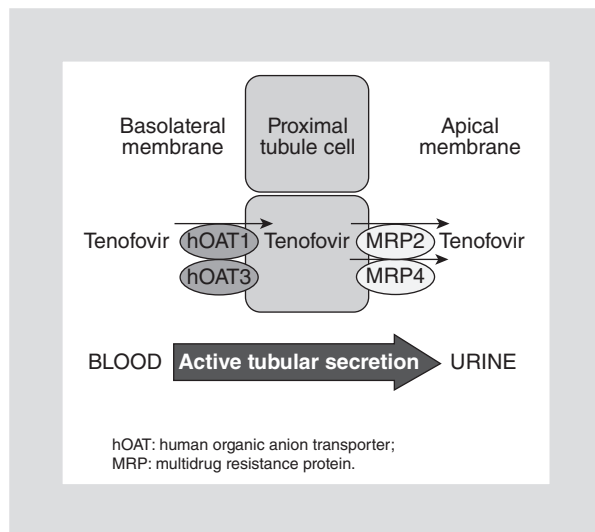 Basolateral
membrane
Proximal
tubule cell
Apical
membrane
Tenofovir
hOAT1
Tenofovir
MRP2
Tenofovir
hOAT3
MRP4
BLOOD
Active tubular secretion
URINE
hOAT: human organic anion transporter;
MRP: multidrug resistance protein.